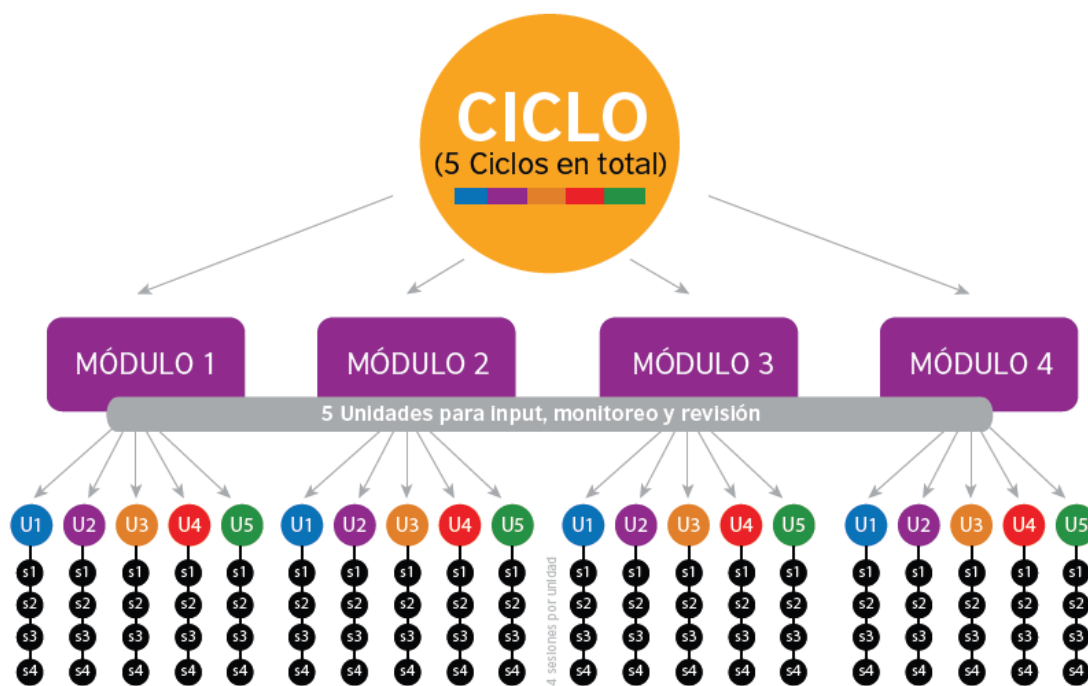 CICLO
(5 Ciclos en total)
MÓDULO 1 MÓDULO 2 MÓDULO 3 MÓDULO 4
5 Unidades para input, monitoreo y revisión
U1 U2 U3 U4 U5 U1 U2 U3 U4 U5 U1 U2 U3 U4 U5 U1 U2 U3 U4 U5
s1 s1 s1 s1 s1 s1 s1 s1 s1 s1 s1 s1 s1 s1 s1 s1 s1 s1 s1 s1
s2 s2 s2 s2 s2 s2 s2 s2 s2 s2 s2 s2 s2 s2 s2 s2 s2 s2 s2 s2
s3 s3 s3 s3 s3 s3 s3 s3 s3 s3 s3 s3 s3 s3 s3 s3 s3 s3 s3 s3
s4 s4 s4 s4 s4 s4 s4 s4 s4 s4 s4 s4 s4 s4 s4 s4 s4 s4 s4 s4
4 sesiones por unidad